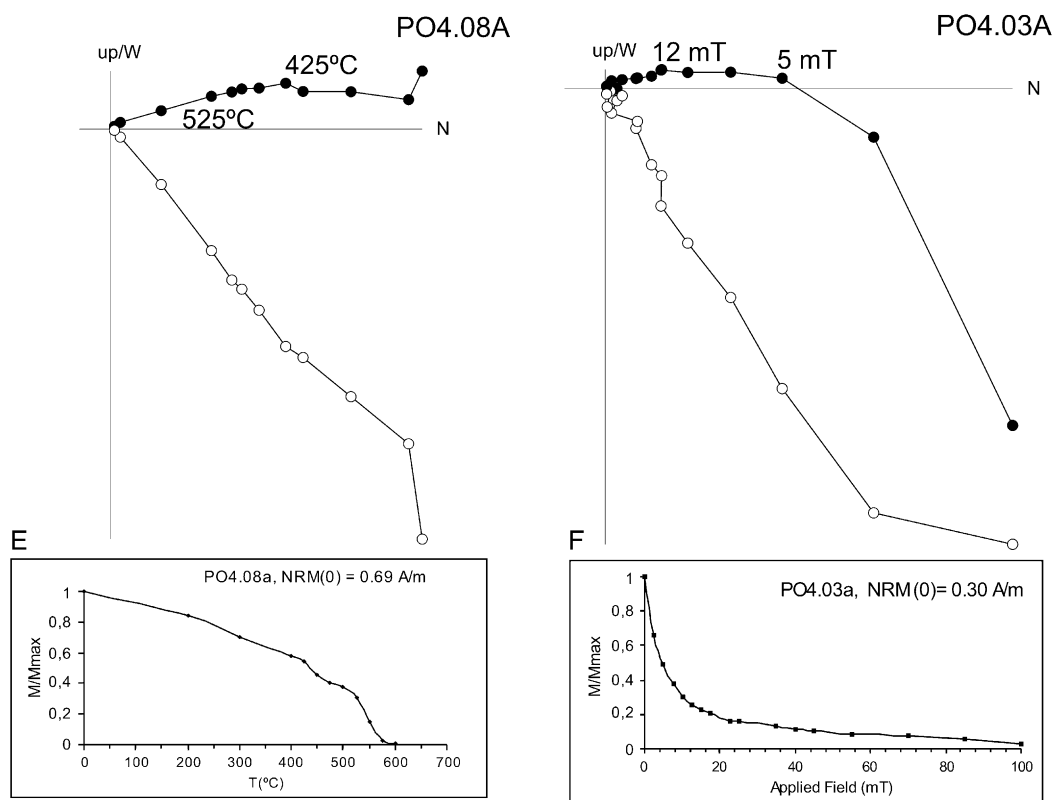 PO4.08A
up/W
425ºC
525ºC
N
E
PO4.08a, NRM(0) = 0.69 A/m
M/Mmax
1
0,8
0,6
0,4
0,2
0
0 100 200 300 400 500 600 700
T(ºC)
PO4.03A
up/W
12 mT
5 mT
N
F
PO4.03a, NRM(0)= 0.30 A/m
M/Mmax
1
0,8
0,6
0,4
0,2
0
0 20 40 60 80 100
Applied Field (mT)